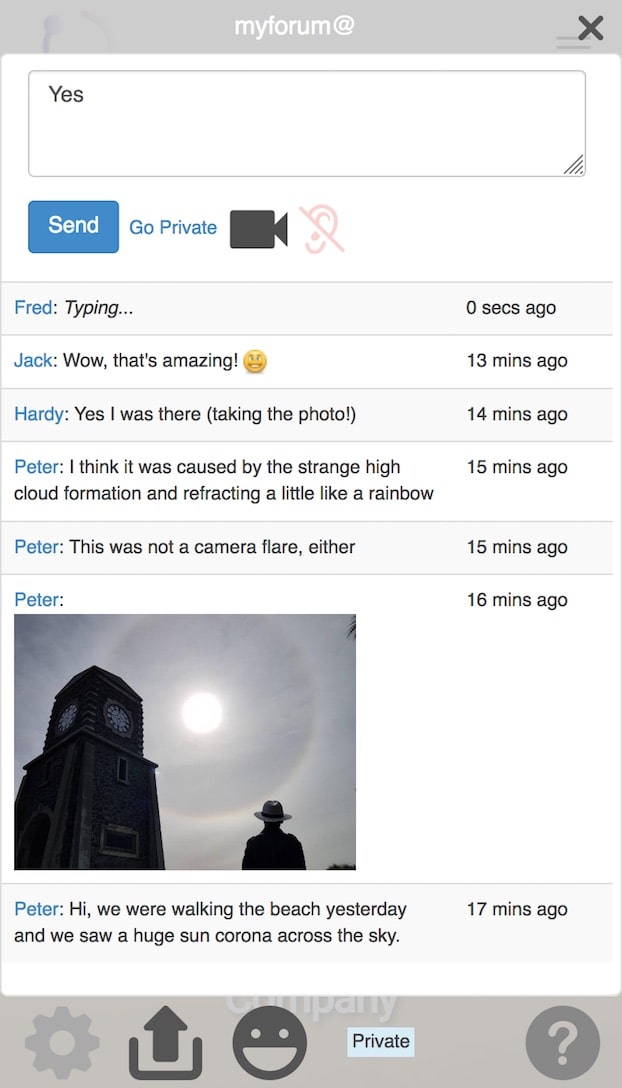 myforum@
Yes
Send Go Private
Fred: Typing... 0 secs ago
Jack: Wow, that's amazing! 13 mins ago
Hardy: Yes I was there (taking the photo!) 14 mins ago
Peter: I think it was caused by the strange high 15 mins ago
cloud formation and refracting a little like a rainbow
Peter: This was not a camera flare, either 15 mins ago
Peter: 16 mins ago
Peter: Hi, we were walking the beach yesterday 17 mins ago
and we saw a huge sun corona across the sky.
Company
Private
?